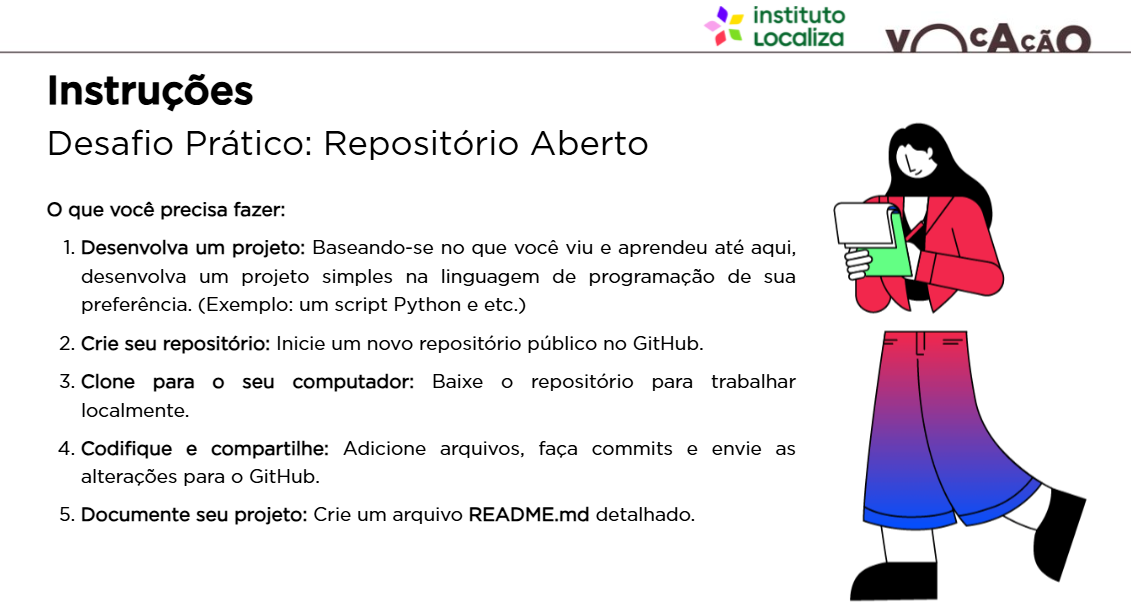 instituto
Localiza
VOCAÇÃO
Instruções
Desafio Prático: Repositório Aberto
O que você precisa fazer:
1. Desenvolva um projeto: Baseando-se no que você viu e aprendeu até aqui,
desenvolva um projeto simples na linguagem de programação de sua
preferência. (Exemplo: um script Python e etc.)
2. Crie seu repositório: Inicie um novo repositório público no GitHub.
3. Clone para o seu computador: Baixe o repositório para trabalhar
localmente.
4. Codifique e compartilhe: Adicione arquivos, faça commits e envie as
alterações para o GitHub.
5. Documente seu projeto: Crie um arquivo README.md detalhado.